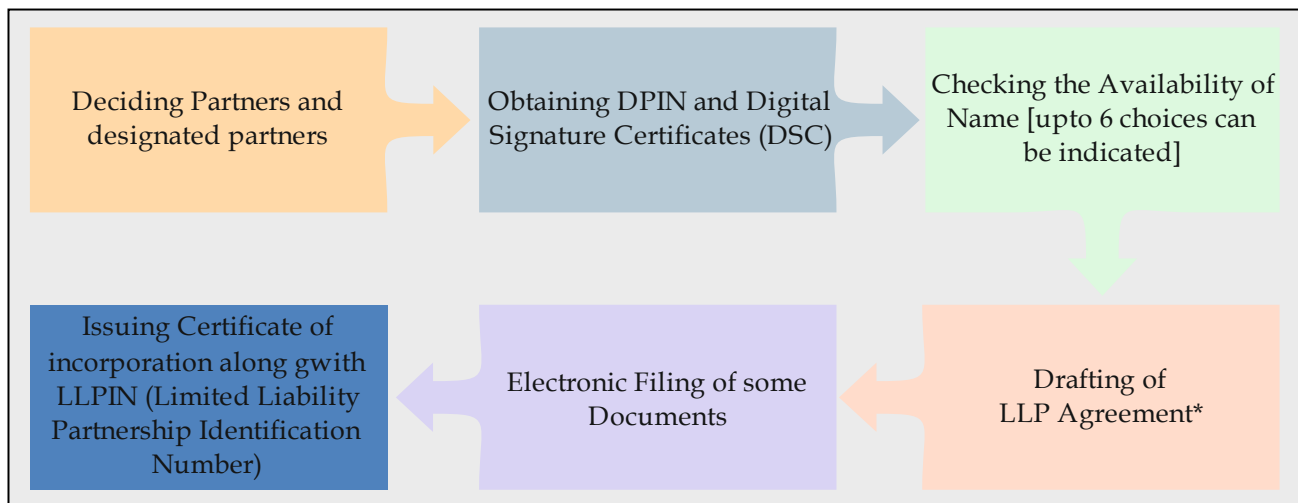 Deciding Partners and
designated partners
Obtaining DPIN and Digital
Signature Certificates (DSC)
Checking the Availability of
Name [upto 6 choices can
be indicated]
Drafting of
LLP Agreement*
Electronic Filing of some
Documents
Issuing Certificate of
incorporation along gwith
LLPIN (Limited Liability
Partnership Identification
Number)